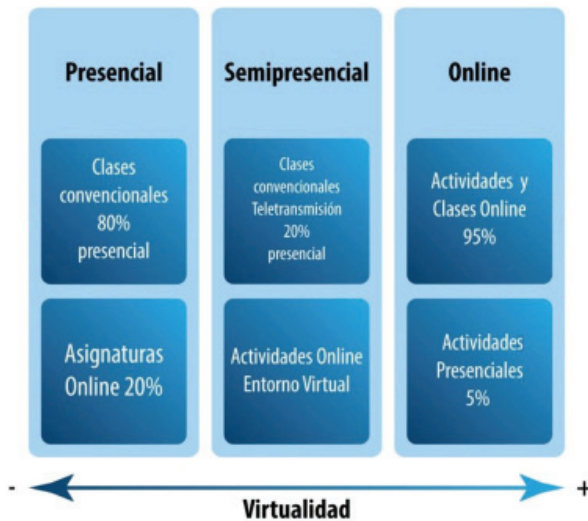 Presencial
Clases
convencionales
80%
presencial
Asignaturas
Online 20%
Semipresencial
Clases
convencionales
Teletransmisión
20%
presencial
Actividades Online
Entorno Virtual
Online
Actividades y
Clases Online
95%
Actividades
Presenciales
5%
- +
Virtualidad